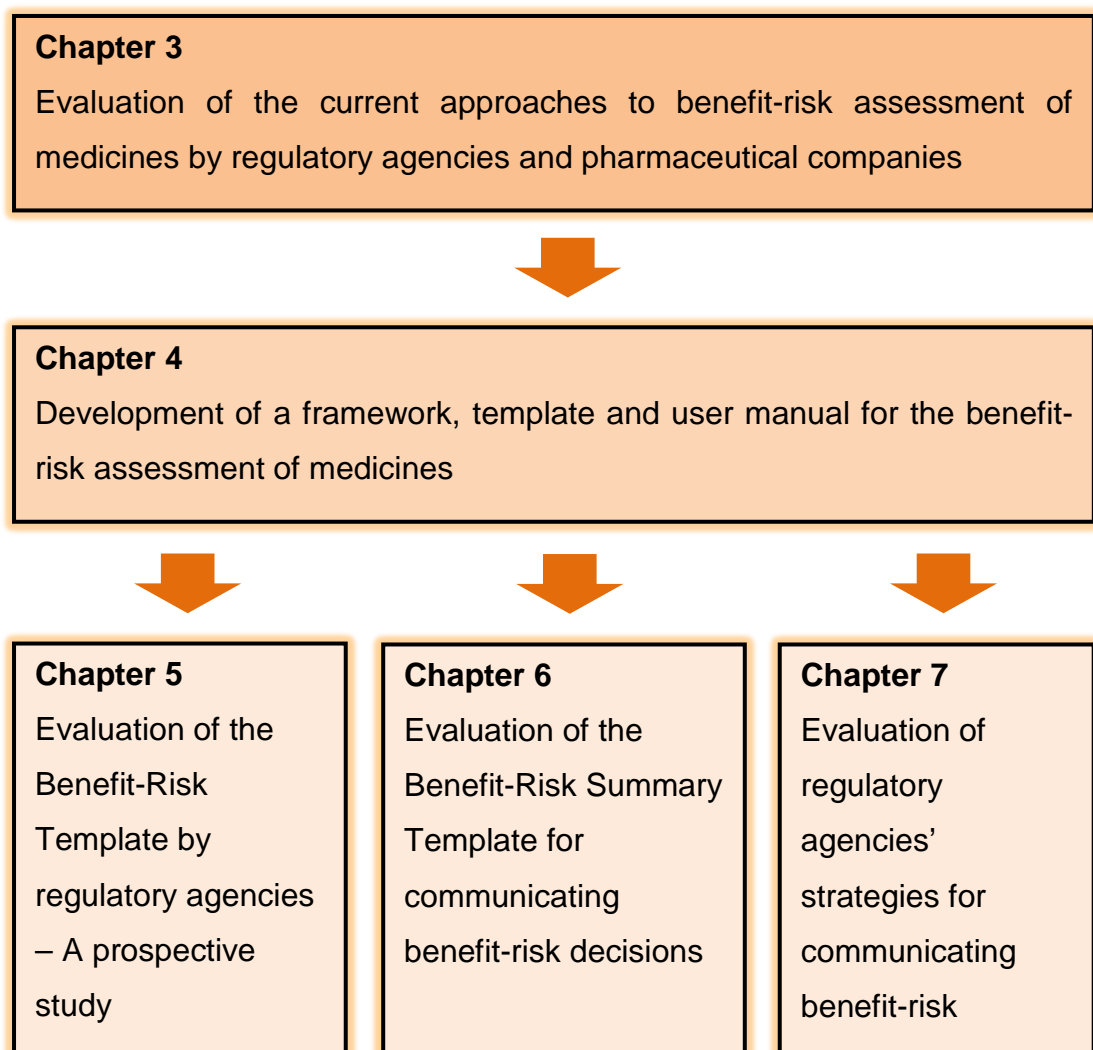 Chapter 3
Evaluation of the current approaches to benefit-risk assessment of
medicines by regulatory agencies and pharmaceutical companies
Chapter 4
Development of a framework, template and user manual for the benefit-
risk assessment of medicines
Chapter 5
Evaluation of the
Benefit-Risk
Template by
regulatory agencies
– A prospective
study
Chapter 6
Evaluation of the
Benefit-Risk Summary
Template for
communicating
benefit-risk decisions
Chapter 7
Evaluation of
regulatory
agencies’
strategies for
communicating
benefit-risk